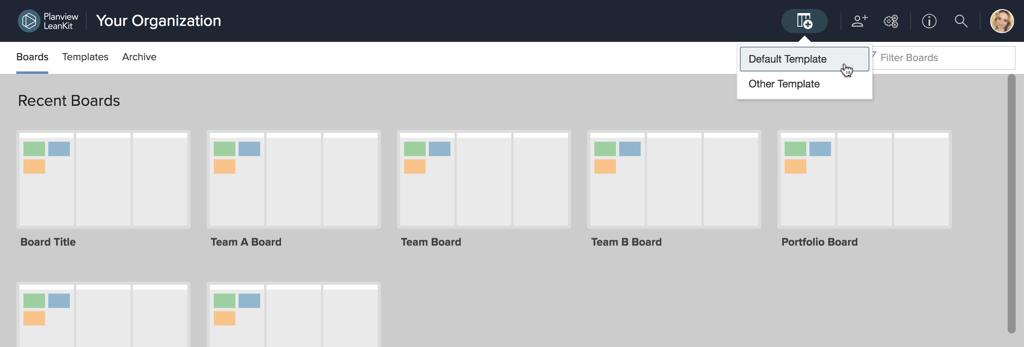 Planview
LeanKit
Your Organization
Boards
Templates
Archive
Default Template
Other Template
Filter Boards
Recent Boards
Board Title
Team A Board
Team Board
Team B Board
Portfolio Board